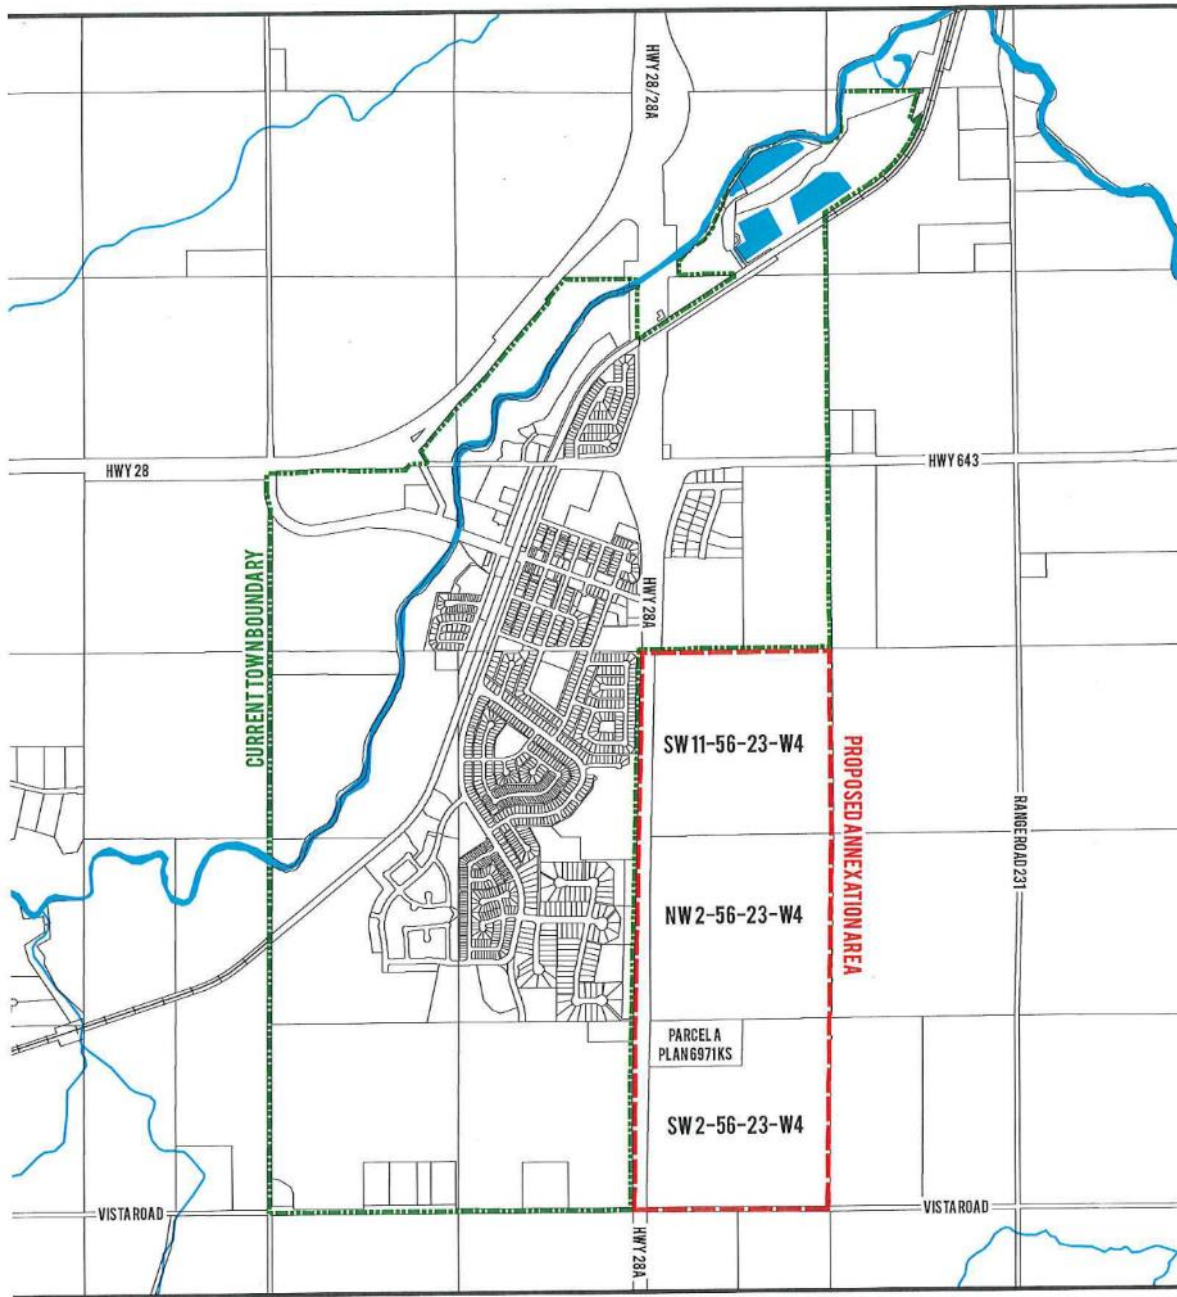 HWY 28/28A
HWY 28
HWY 643
CURRENT TOWN BOUNDARY
HWY 28A
SW 11-56-23-W4
PROPOSED ANNEXATION AREA
RANGE ROAD 231
NW 2-56-23-W4
PARCEL A
PLAN 6971KS
SW 2-56-23-W4
VISTA ROAD
VISTA ROAD
HWY 28A